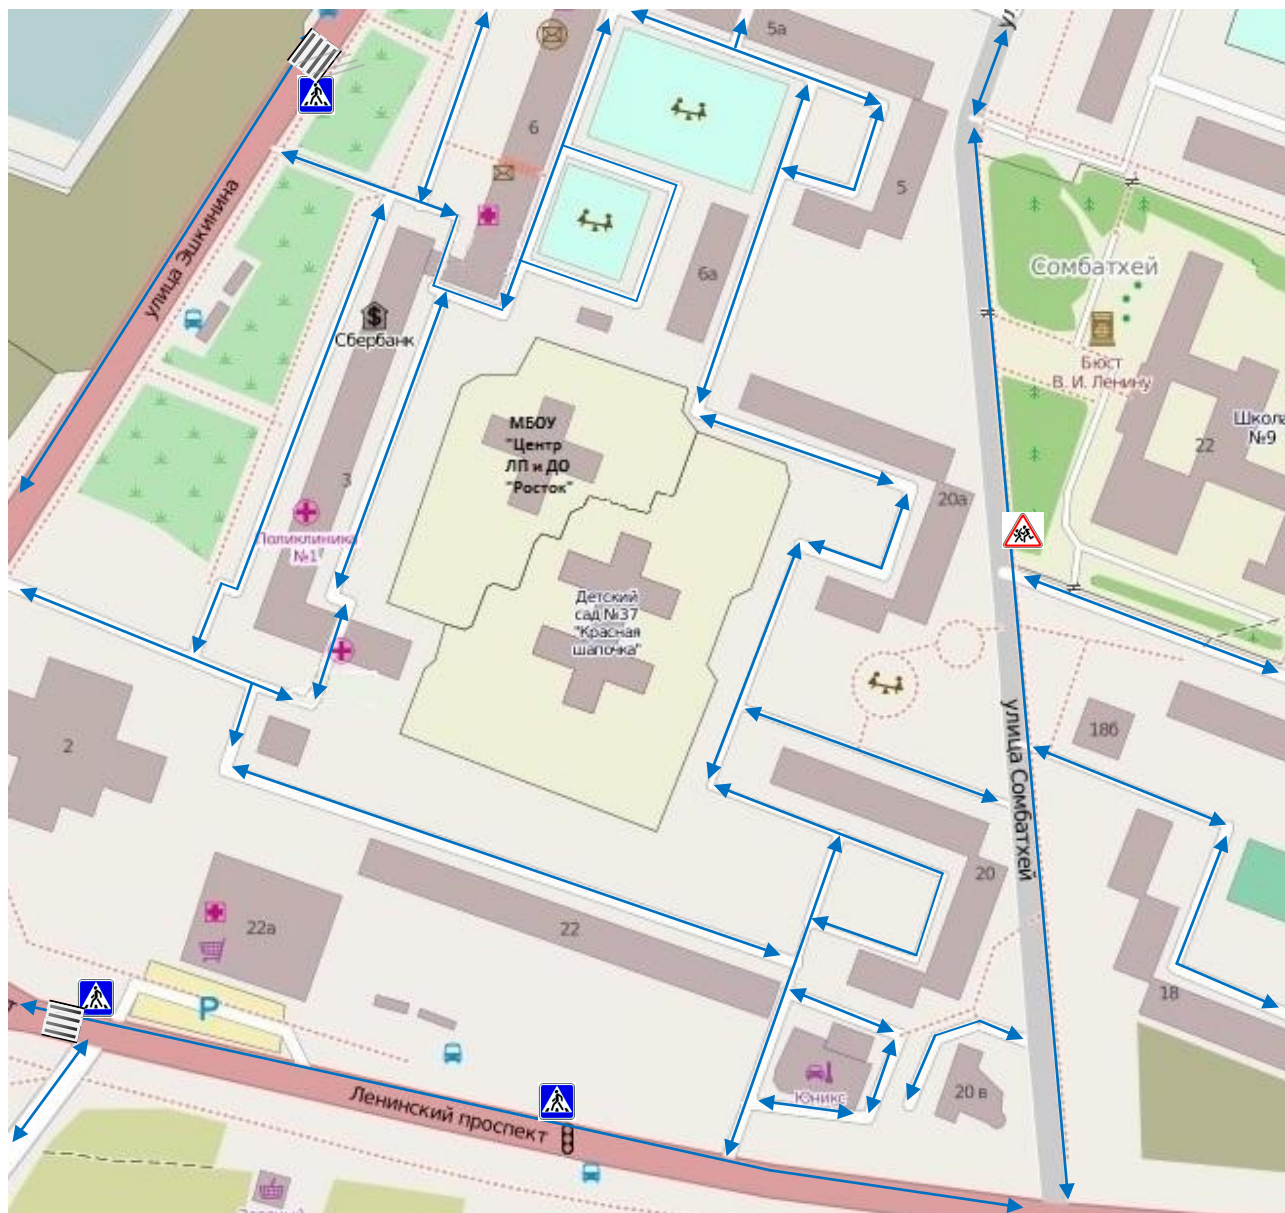 5а
6
5
6а
улица Эшкинина
Сомбатхей
Сбербанк
Бюст
В. И. Ленину
МБОУ
"Центр
ЛП и ДО
"Росток"
Школа
№9
22
3
20а
Поликлиника
№1
Детский
сад №37
"Красная
шапочка"
2
18б
улица Сомбатхей
20
22а
22
18
P
Ленинский проспект
Юникс
20 в